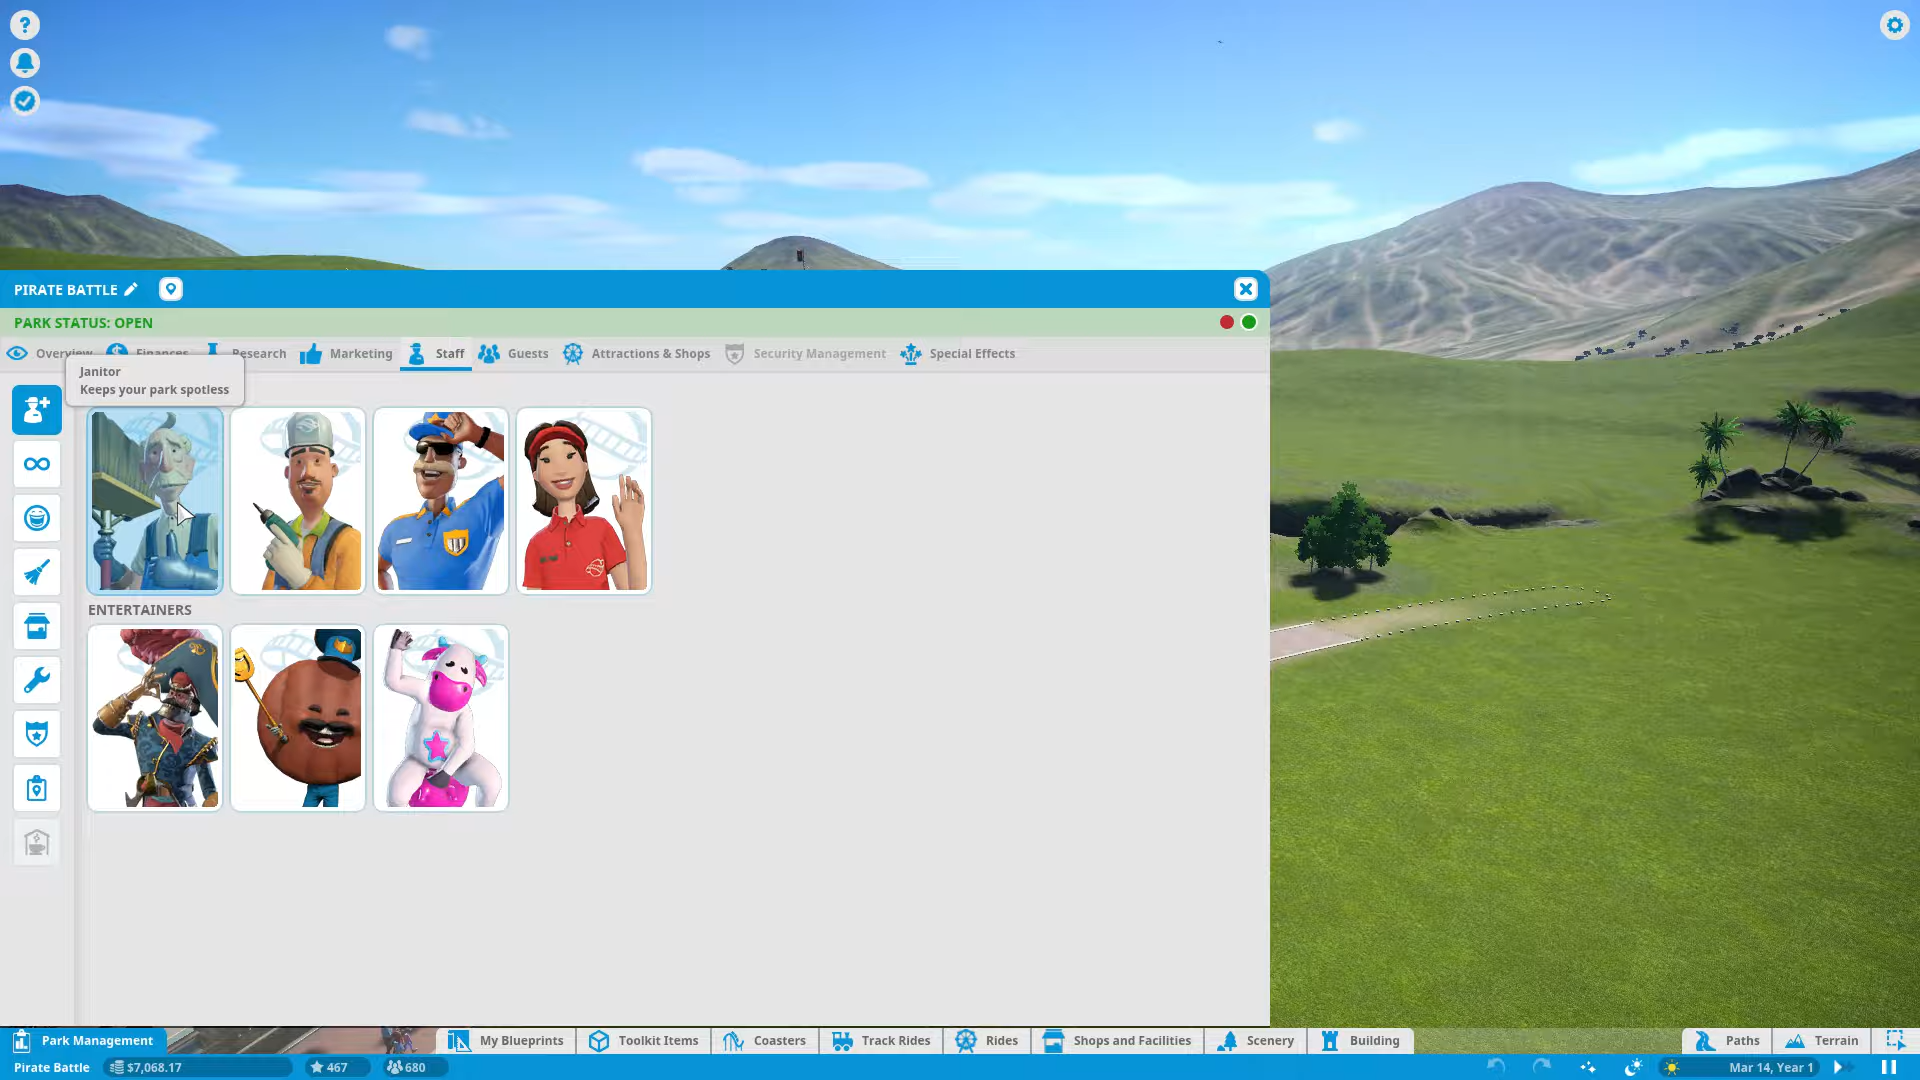 PIRATE BATTLE
PARK STATUS: OPEN
Overview
Finances
Research
Marketing
Staff
Guests
Attractions & Shops
Security Management
Special Effects
Janitor
Keeps your park spotless
ENTERTAINERS
Park Management
My Blueprints
Toolkit Items
Coasters
Track Rides
Rides
Shops and Facilities
Scenery
Building
Paths
Terrain
Pirate Battle
$7,068.17
467
680
Mar 14, Year 1